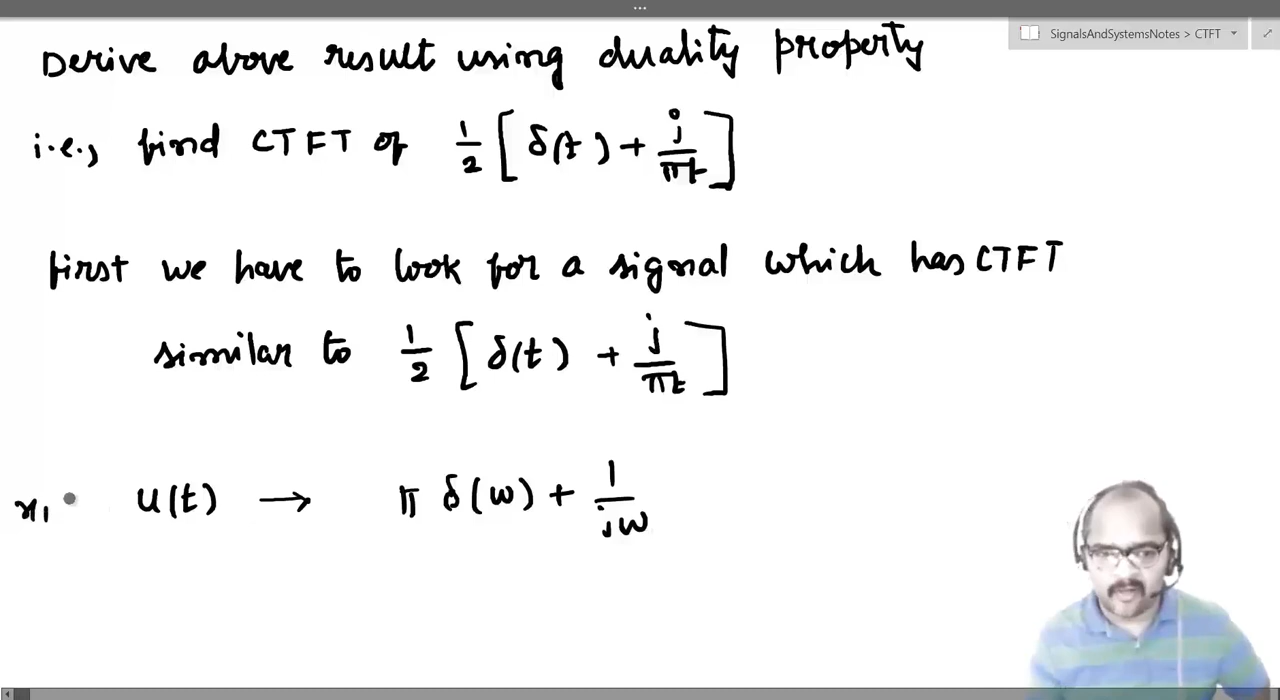 SignalsAndSystemsNotes > CTFT
Derive above result using duality property
i.e., find CTFT of 1/2 [ δ(t) + j/πt ]
first we have to look for a signal which has CTFT
similar to 1/2 [ δ(t) + j/πt ]
x1 u(t) → π δ(w) + 1/jw